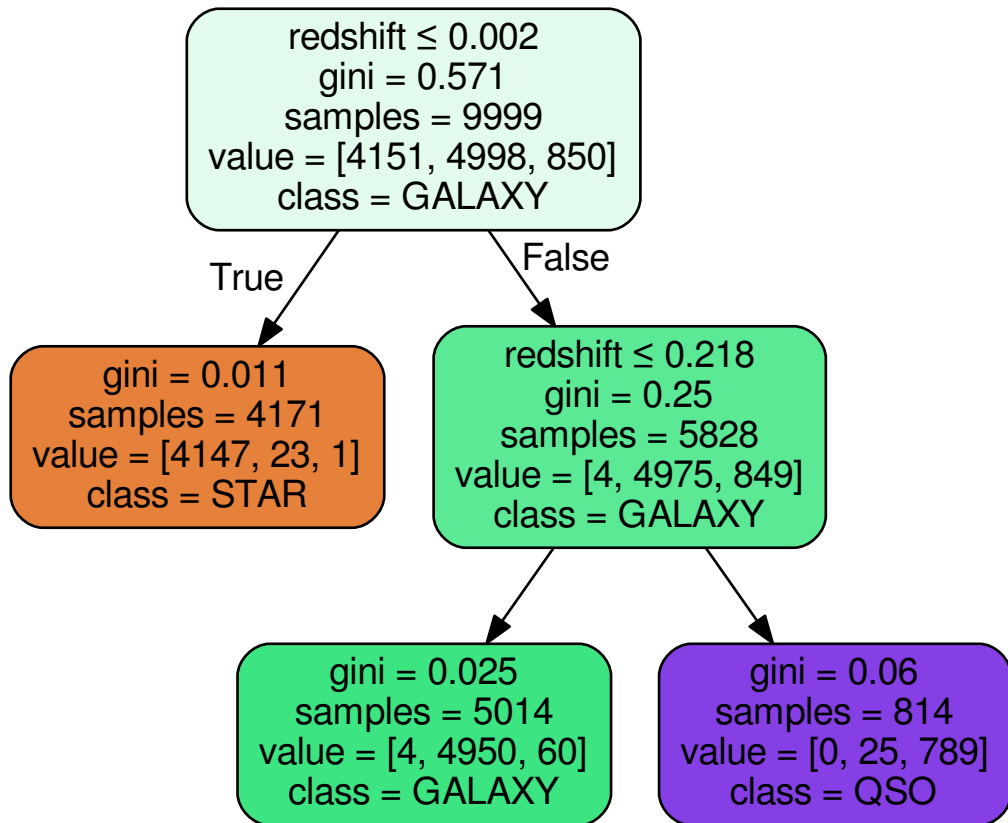 redshift ≤ 0.002
gini = 0.571
samples = 9999
value = [4151, 4998, 850]
class = GALAXY
True
False
gini = 0.011
samples = 4171
value = [4147, 23, 1]
class = STAR
redshift ≤ 0.218
gini = 0.25
samples = 5828
value = [4, 4975, 849]
class = GALAXY
gini = 0.025
samples = 5014
value = [4, 4950, 60]
class = GALAXY
gini = 0.06
samples = 814
value = [0, 25, 789]
class = QSO